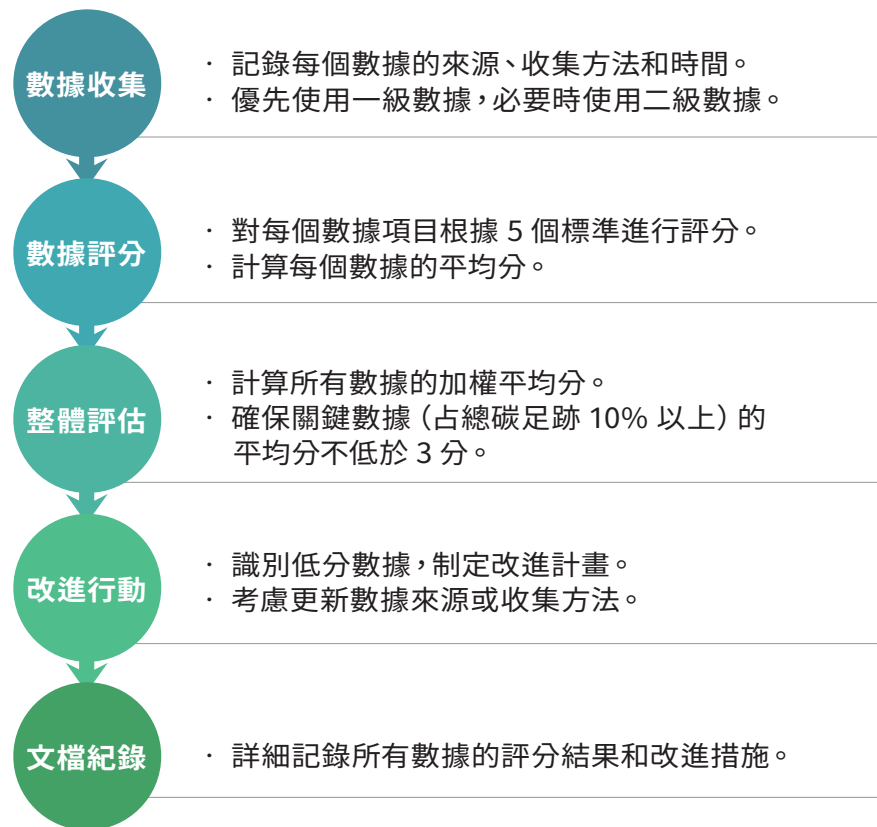 數據收集
· 記錄每個數據的來源、收集方法和時間。
· 優先使用一級數據，必要時使用二級數據。
數據評分
· 對每個數據項目根據 5 個標準進行評分。
· 計算每個數據的平均分。
整體評估
· 計算所有數據的加權平均分。
· 確保關鍵數據（占總碳足跡 10% 以上）的
平均分不低於 3 分。
改進行動
· 識別低分數據，制定改進計畫。
· 考慮更新數據來源或收集方法。
文檔紀錄
· 詳細記錄所有數據的評分結果和改進措施。